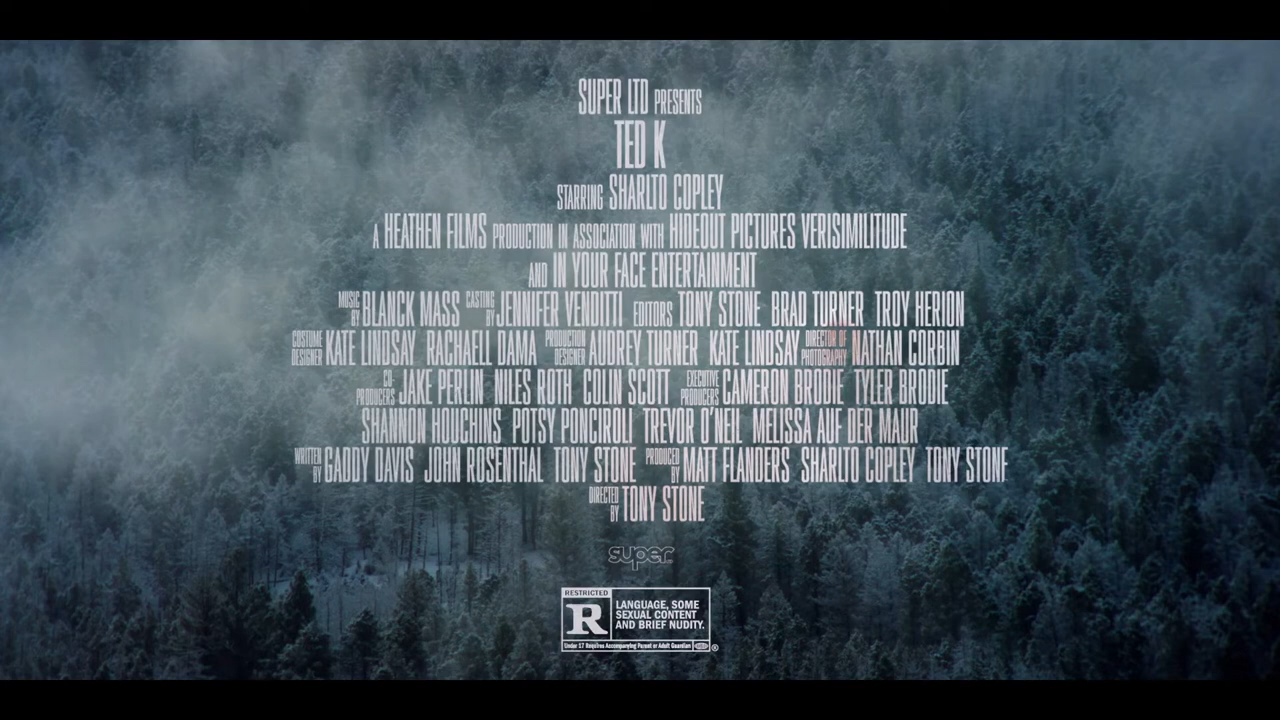 SUPER LTD PRESENTS
TED K
STARRING SHARLTO COPLEY
A HEATHEN FILMS PRODUCTION IN ASSOCIATION WITH HIDEOUT PICTURES VERISIMILITUDE
AND IN YOUR FACE ENTERTAINMENT
MUSIC BY BLANCK MASS CASTING BY JENNIFER VENDITTI EDITORS TONY STONE BRAD TURNER TROY HERION
COSTUME DESIGNER KATE LINDSAY RACHAELL DAMA PRODUCTION DESIGNER AUDREY TURNER KATE LINDSAY DIRECTOR OF PHOTOGRAPHY NATHAN CORBIN
CO PRODUCERS JAKE PERLIN NILES ROTH COLIN SCOTT EXECUTIVE PRODUCERS CAMERON BRODIE TYLER BRODIE
SHANNON HOUCHINS POTSY PONCIROLI TREVOR O'NEIL MELISSA AUF DER MAUR
WRITTEN BY GADDY DAVIS JOHN ROSENTHAL TONY STONE PRODUCED BY MATT FLANDERS SHARLTO COPLEY TONY STONE
DIRECTED BY TONY STONE
super
RESTRICTED
R
LANGUAGE, SOME
SEXUAL CONTENT
AND BRIEF NUDITY.
Under 17 Requires Accompanying Parent or Adult Guardian ®